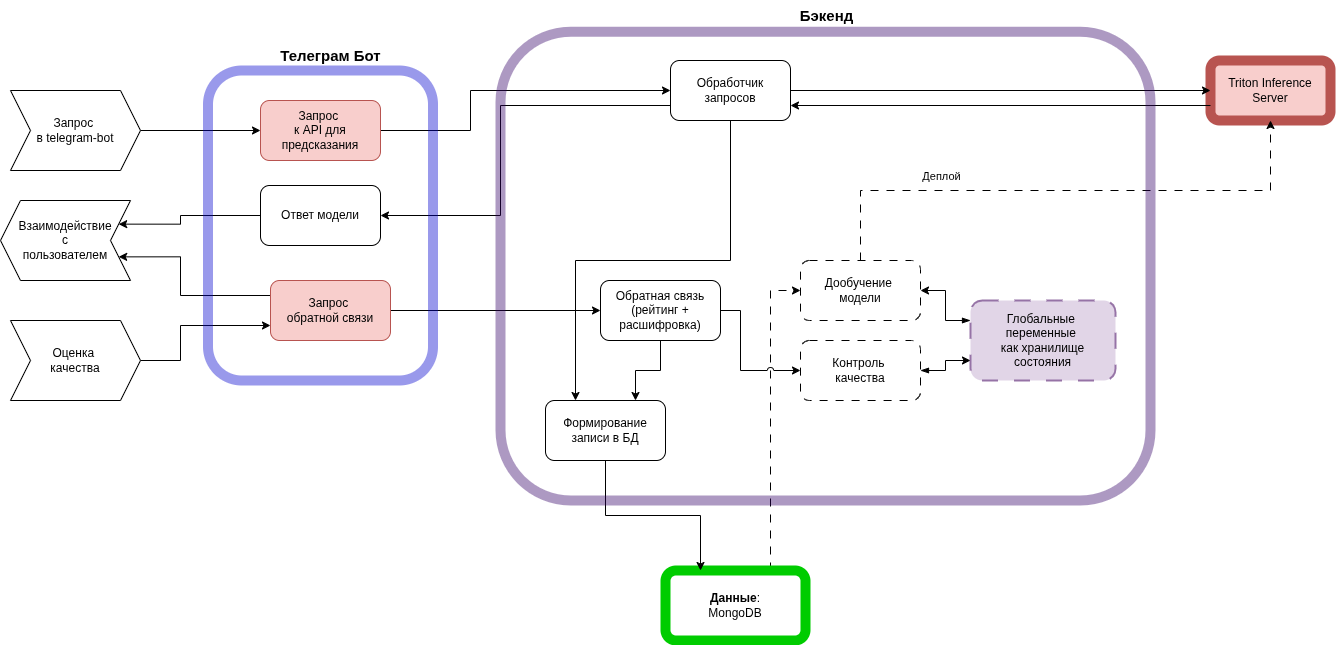 Бэкенд
Телеграм Бот
Запрос
в telegram-bot
Запрос
к API для
предсказания
Обработчик
запросов
Triton Inference
Server
Деплой
Взаимодействие
с
пользователем
Ответ модели
Запрос
обратной связи
Обратная связь
(рейтинг +
расшифровка)
Дообучение
модели
Глобальные
переменные
как хранилище
состояния
Оценка
качества
Контроль
качества
Формирование
записи в БД
Данные:
MongoDB